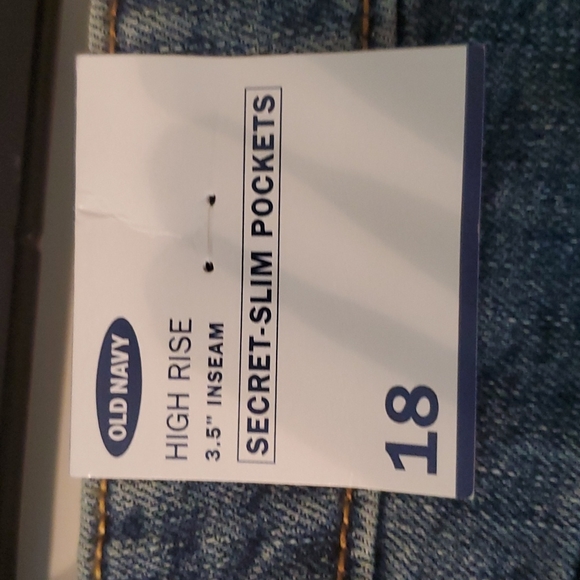 OLD NAVY
HIGH RISE
3.5" INSEAM
SECRET-SLIM POCKETS
18